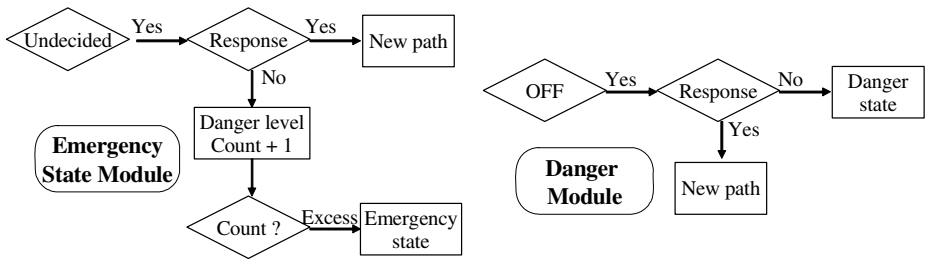 Undecided
Yes
Response
Yes
New path
No
Danger level
Count + 1
Emergency
State Module
Count ?
Excess
Emergency
state
OFF
Yes
Response
No
Danger
state
Yes
Danger
Module
New path